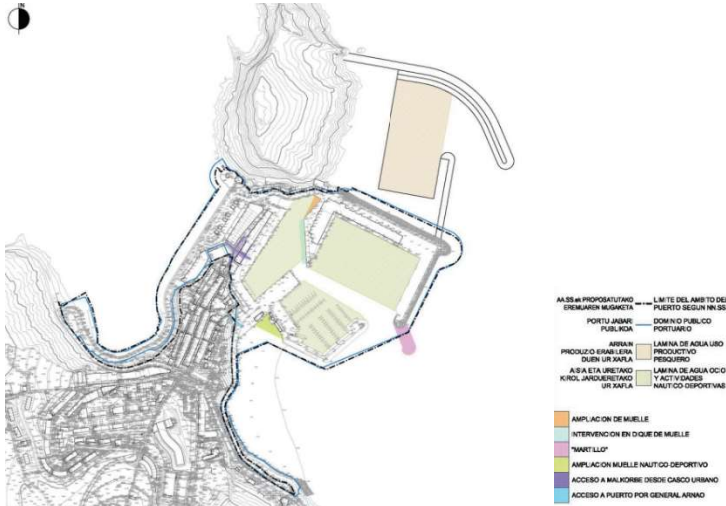 N
AA.SS.ek PROPOSATUTAKO
EREMUAREN MUGAKETA
LIMITE DEL AMBITO DEL
PUERTO SEGUN NN.SS
PORTU JABARI
PUBLIKOA
DOMINIO PUBLICO
PORTUARIO
ARRAIN
PRODUZIO ERABILERA
DUEN UR XAFLA
LAMINA DE AGUA USO
PRODUCTIVO
PESQUERO
AISIA ETA URETAKO
KIROL JARDUERETAKO
UR XAFLA
LAMINA DE AGUA OCIO
Y ACTIVIDADES
NAUTICO-DEPORTIVAS
AMPLIACION DE MUELLE
INTERVENCION EN DIQUE DE MUELLE
"MARTILLO"
AMPLIACION MUELLE NAUTICO-DEPORTIVO
ACCESO A MALKORBE DESDE CASCO URBANO
ACCESO A PUERTO POR GENERAL ARNAO